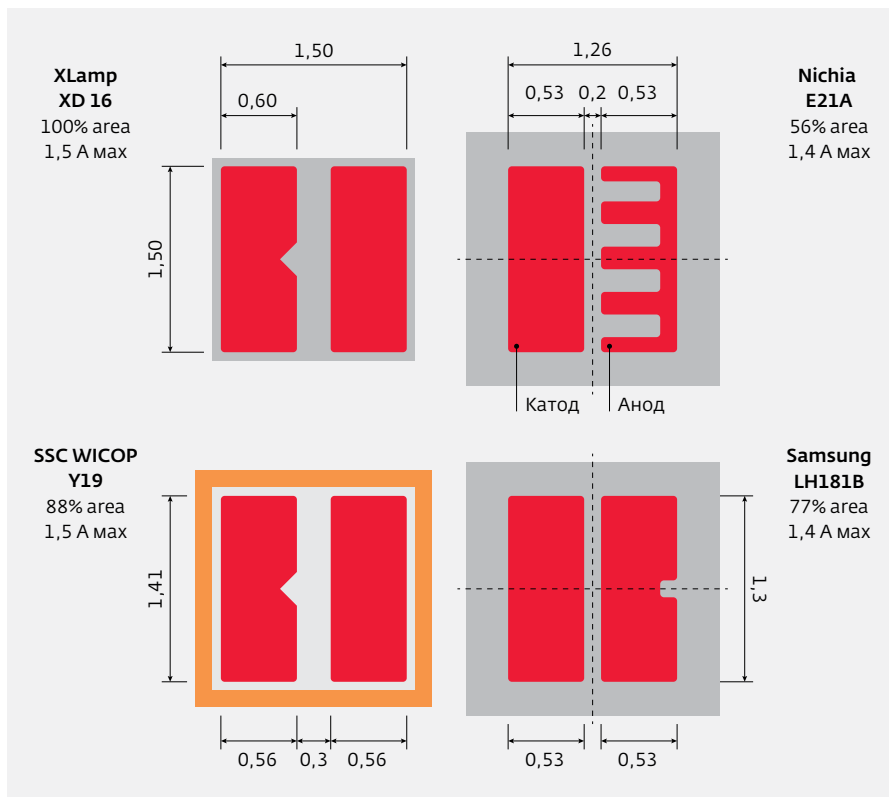 XLamp
XD 16
100% area
1,5 А мах
1,50
0,60
1,50
1,26
0,53 0,2 0,53
Nichia
E21A
56% area
1,4 А мах
Катод
Анод
SSC WICOP
Y19
88% area
1,5 А мах
1,41
0,56 0,3 0,56
Samsung
LH181B
77% area
1,4 А мах
1,3
0,53 0,53